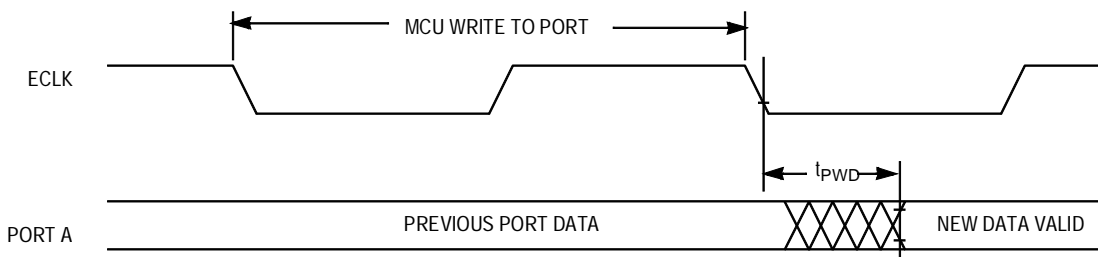 MCU WRITE TO PORT
ECLK
tPWD
PREVIOUS PORT DATA
NEW DATA VALID
PORT A